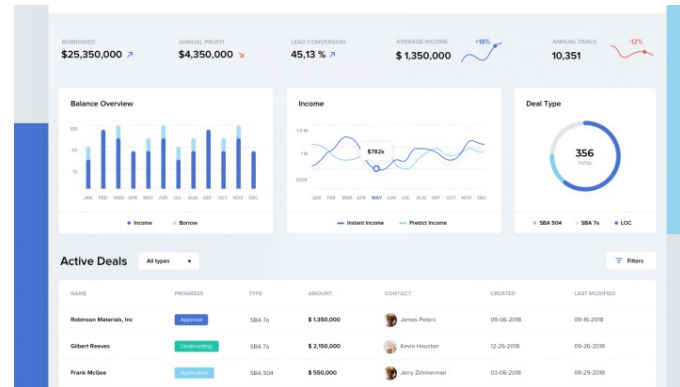 BORROWED
$25,350,000
ANNUAL PROFIT
$4,350,000
LEAD CONVERSION
45,13 %
AVERAGE INCOME
+18%
$ 1,350,000
ANNUAL DEALS
-12%
10,351
Balance Overview
100
50
10
JAN FEB MAR APR MAY JUN JUL AUG SEP OCT NOV DEC
Income Borrow
Income
1.5 M
1 M
500K
$782k
JAN FEB MAR APR MAY JUN JUL AUG SEP OCT NOV DEC
Instant Income Predict Income
Deal Type
356
TOTAL
SBA 504 SBA 7a LOC
Active Deals All types Filters
NAME PROGRESS TYPE AMOUNT CONTACT CREATED LAST MODIFIED
Robinson Materials, Inc Approval SBA 7a $ 1,350,000 James Peters 09-06-2018 09-16-2018
Gilbert Reeves Underwriting SBA 7a $ 2,150,000 Kevin Houston 12-26-2018 09-26-2018
Frank McGee Application SBA 504 $ 550,000 Jerry Zimmerman 03-06-2018 08-29-2018